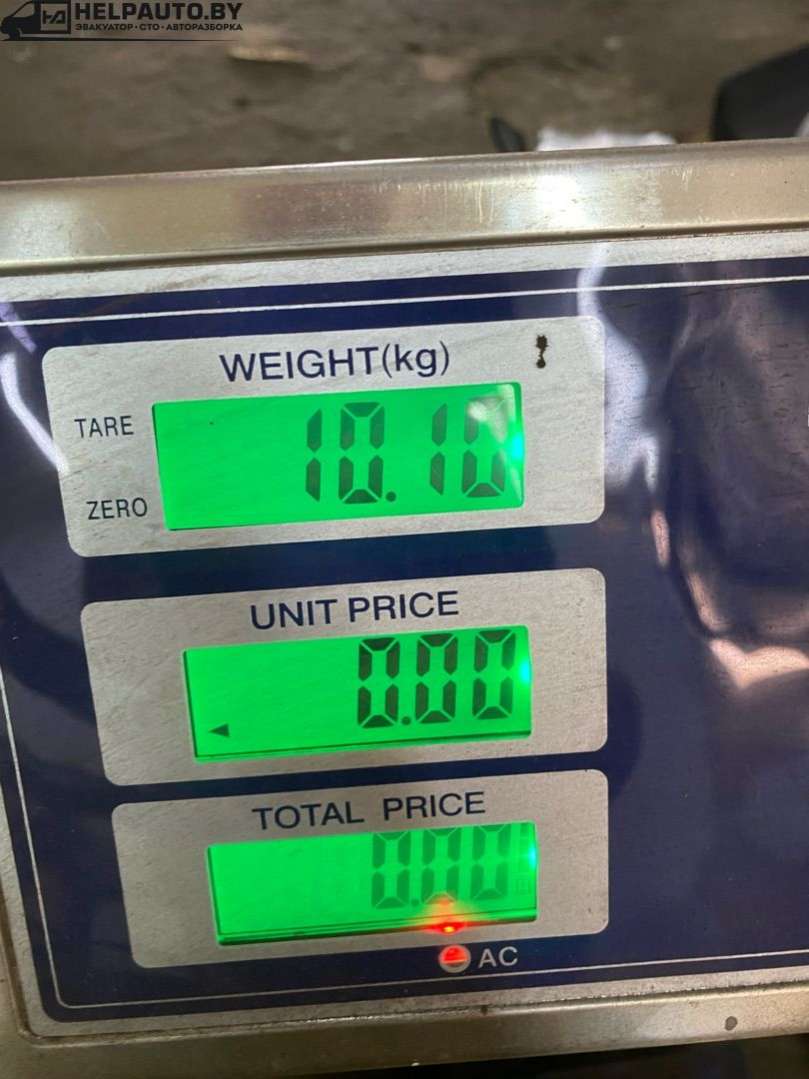 HELPAUTO.BY
ЭВАКУАТОР · СТО · АВТОРАЗБОРКА
WEIGHT(kg)
TARE
10.10
ZERO
UNIT PRICE
0.00
TOTAL PRICE
0.00
AC